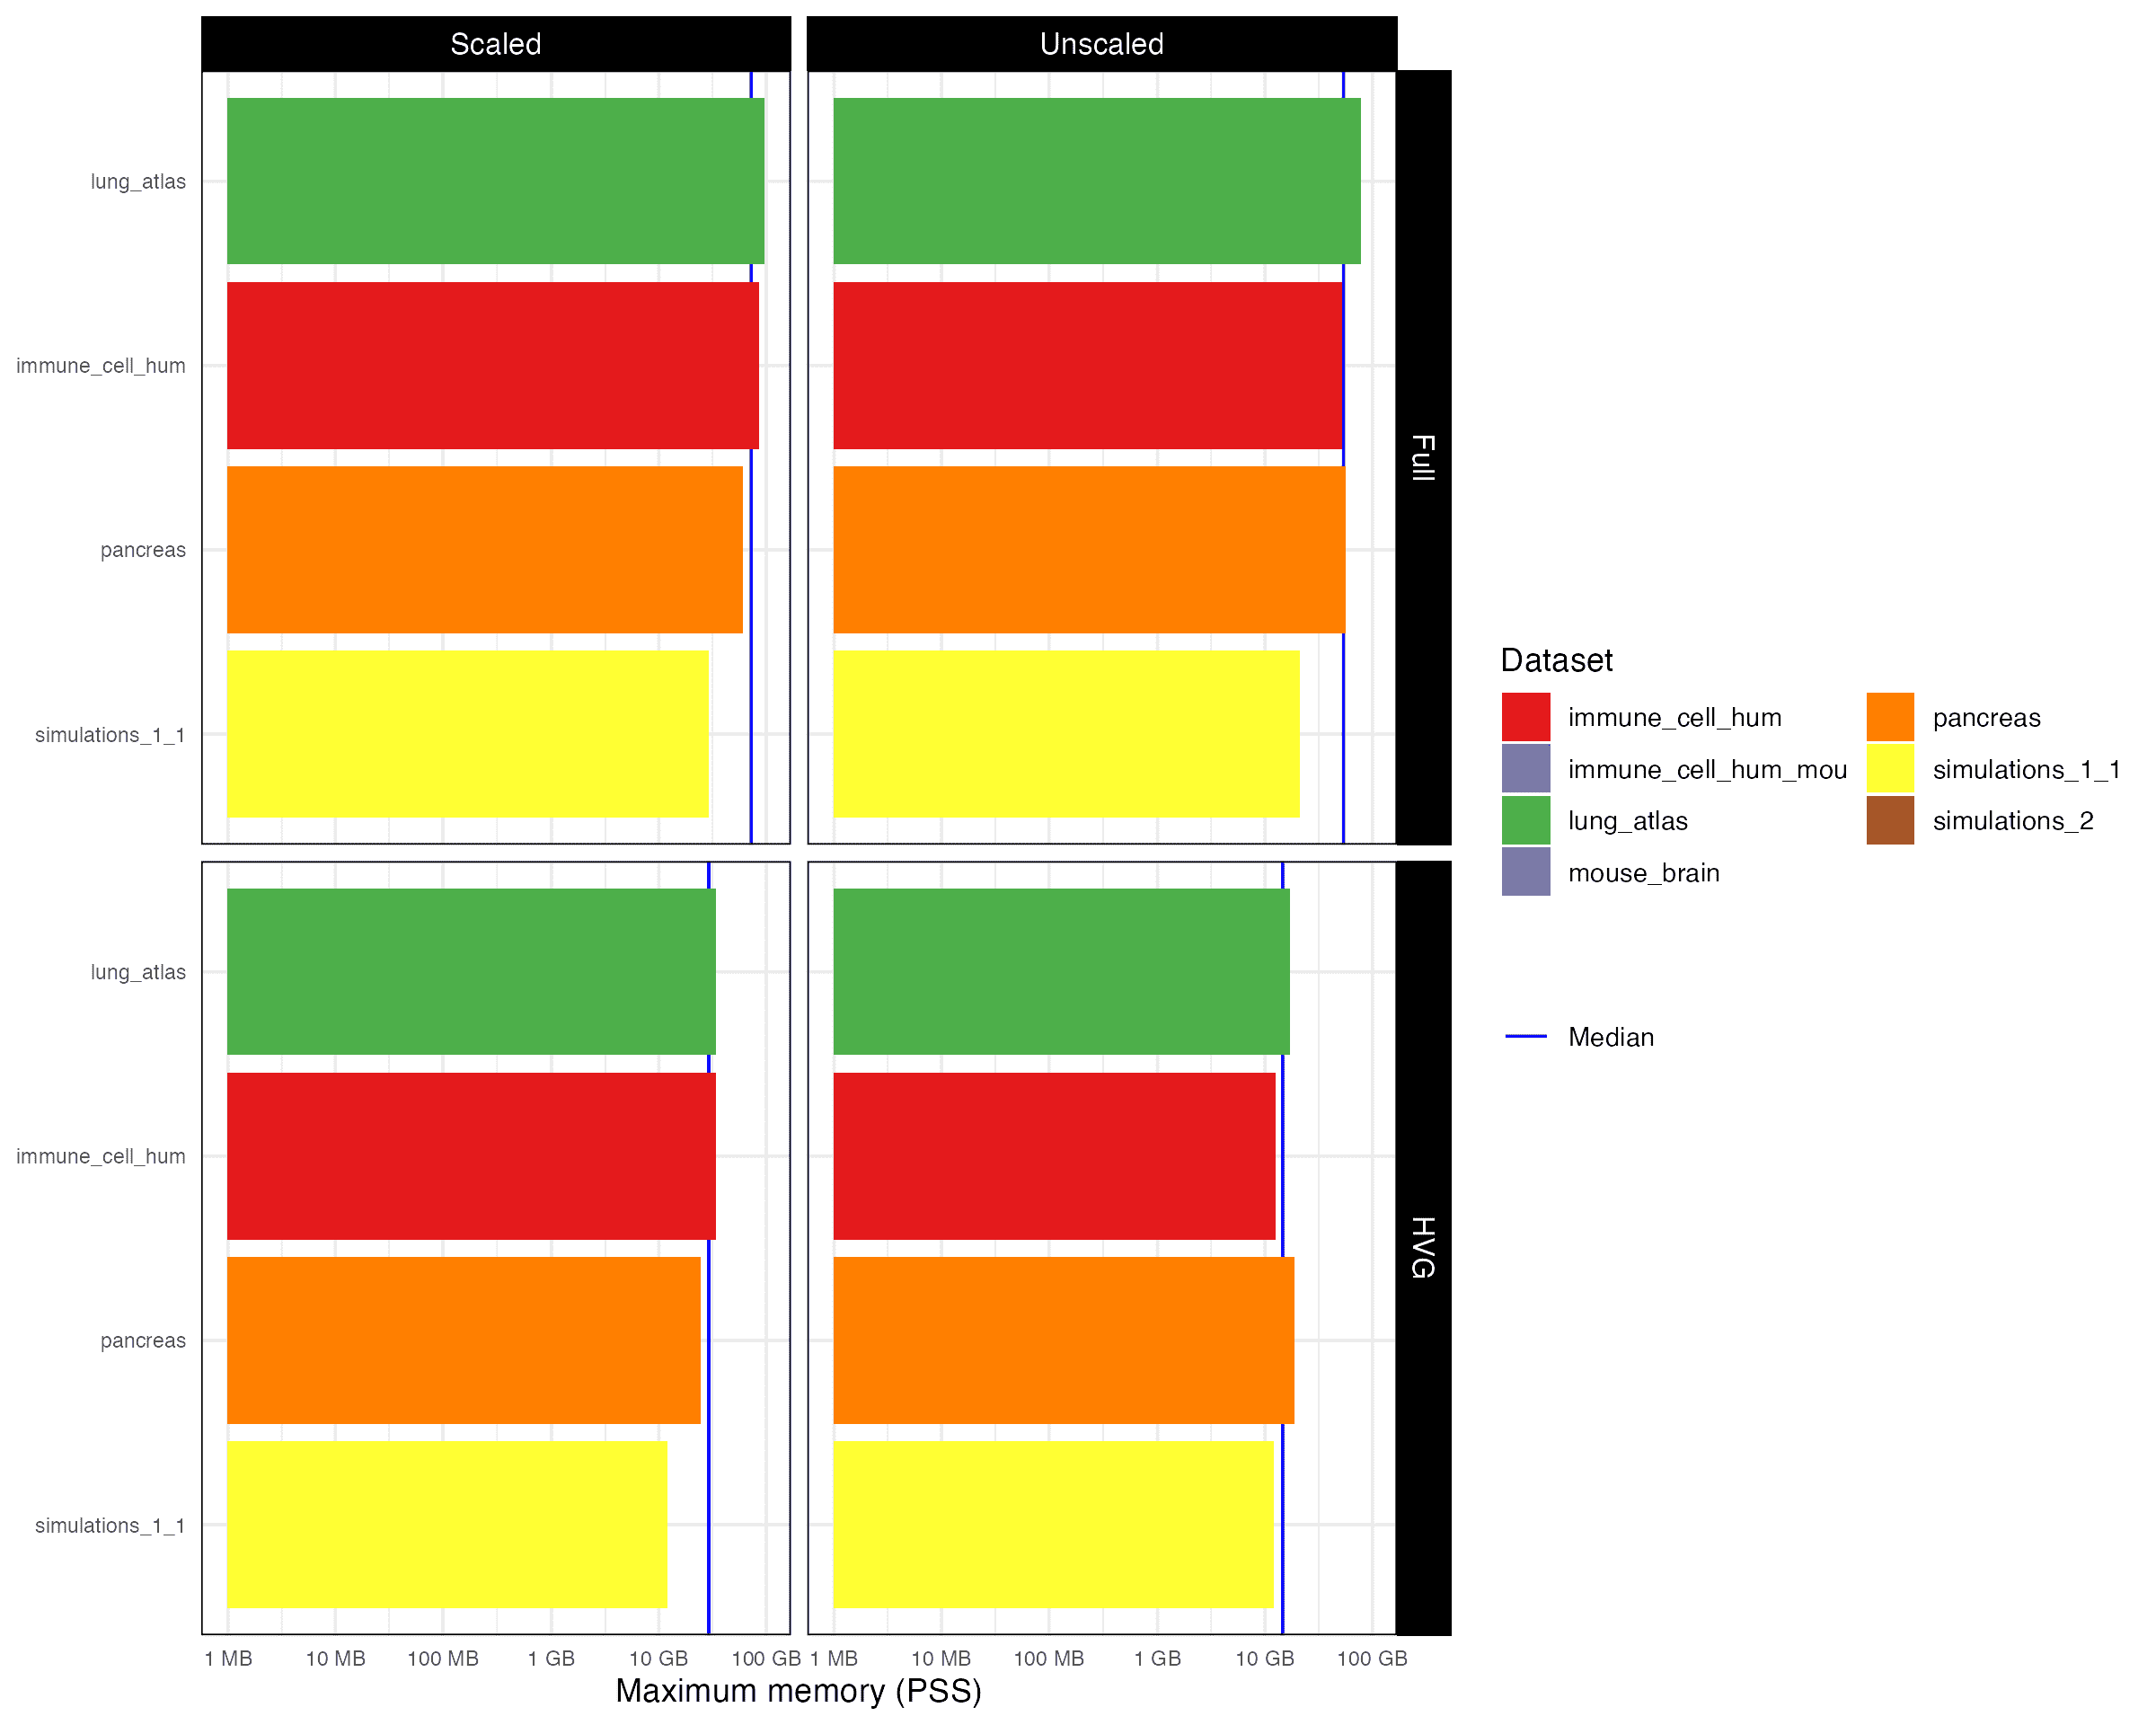 Scaled
Unscaled
Full
lung_atlas
immune_cell_hum
pancreas
simulations_1_1
HVG
lung_atlas
immune_cell_hum
pancreas
simulations_1_1
1 MB 10 MB 100 MB 1 GB 10 GB 100 GB
1 MB 10 MB 100 MB 1 GB 10 GB 100 GB
Maximum memory (PSS)
Dataset
immune_cell_hum
immune_cell_hum_mou
lung_atlas
mouse_brain
pancreas
simulations_1_1
simulations_2
Median